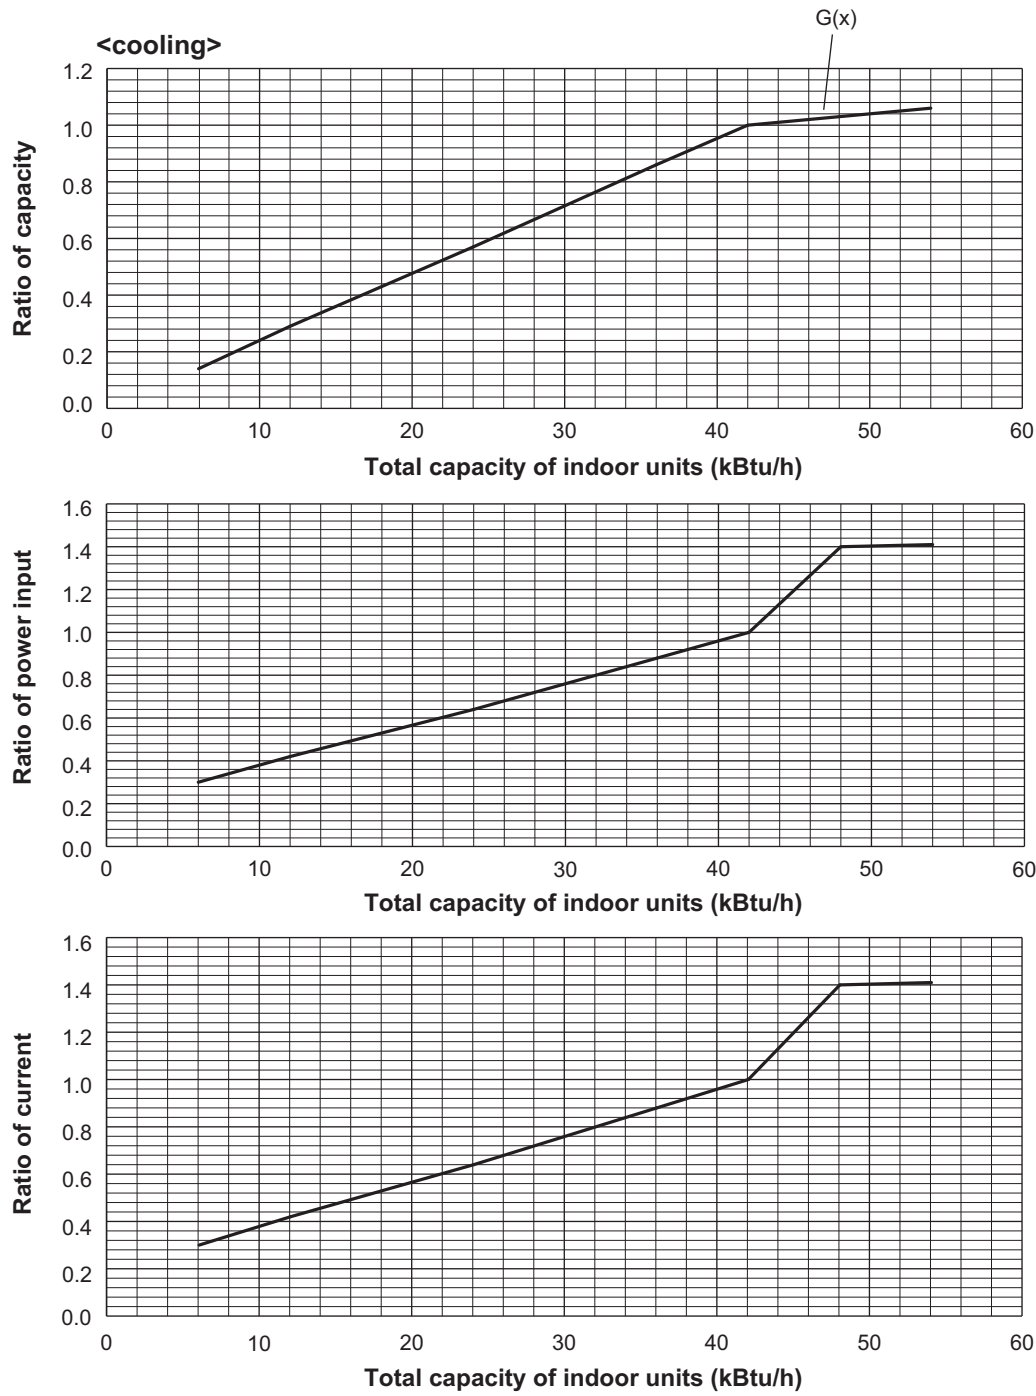 G(x)
<cooling>
Ratio of capacity
1.2
1.0
0.8
0.6
0.4
0.2
0.0
0 10 20 30 40 50 60
Total capacity of indoor units (kBtu/h)
Ratio of power input
1.6
1.4
1.2
1.0
0.8
0.6
0.4
0.2
0.0
0 10 20 30 40 50 60
Total capacity of indoor units (kBtu/h)
Ratio of current
1.6
1.4
1.2
1.0
0.8
0.6
0.4
0.2
0.0
0 10 20 30 40 50 60
Total capacity of indoor units (kBtu/h)